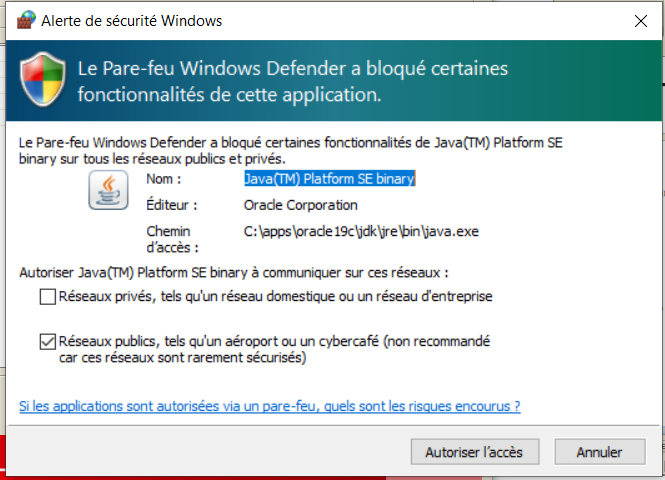 Alerte de sécurité Windows
Le Pare-feu Windows Defender a bloqué certaines
fonctionnalités de cette application.
Le Pare-feu Windows Defender a bloqué certaines fonctionnalités de Java(TM) Platform SE
binary sur tous les réseaux publics et privés.
Nom : Java(TM) Platform SE binary
Éditeur : Oracle Corporation
Chemin C:\apps\oracle19c\jdk\jre\bin\java.exe
d'accès :
Autoriser Java(TM) Platform SE binary à communiquer sur ces réseaux :
Réseaux privés, tels qu'un réseau domestique ou un réseau d'entreprise
Réseaux publics, tels qu'un aéroport ou un cybercafé (non recommandé
car ces réseaux sont rarement sécurisés)
Si les applications sont autorisées via un pare-feu, quels sont les risques encourus ?
Autoriser l'accès Annuler